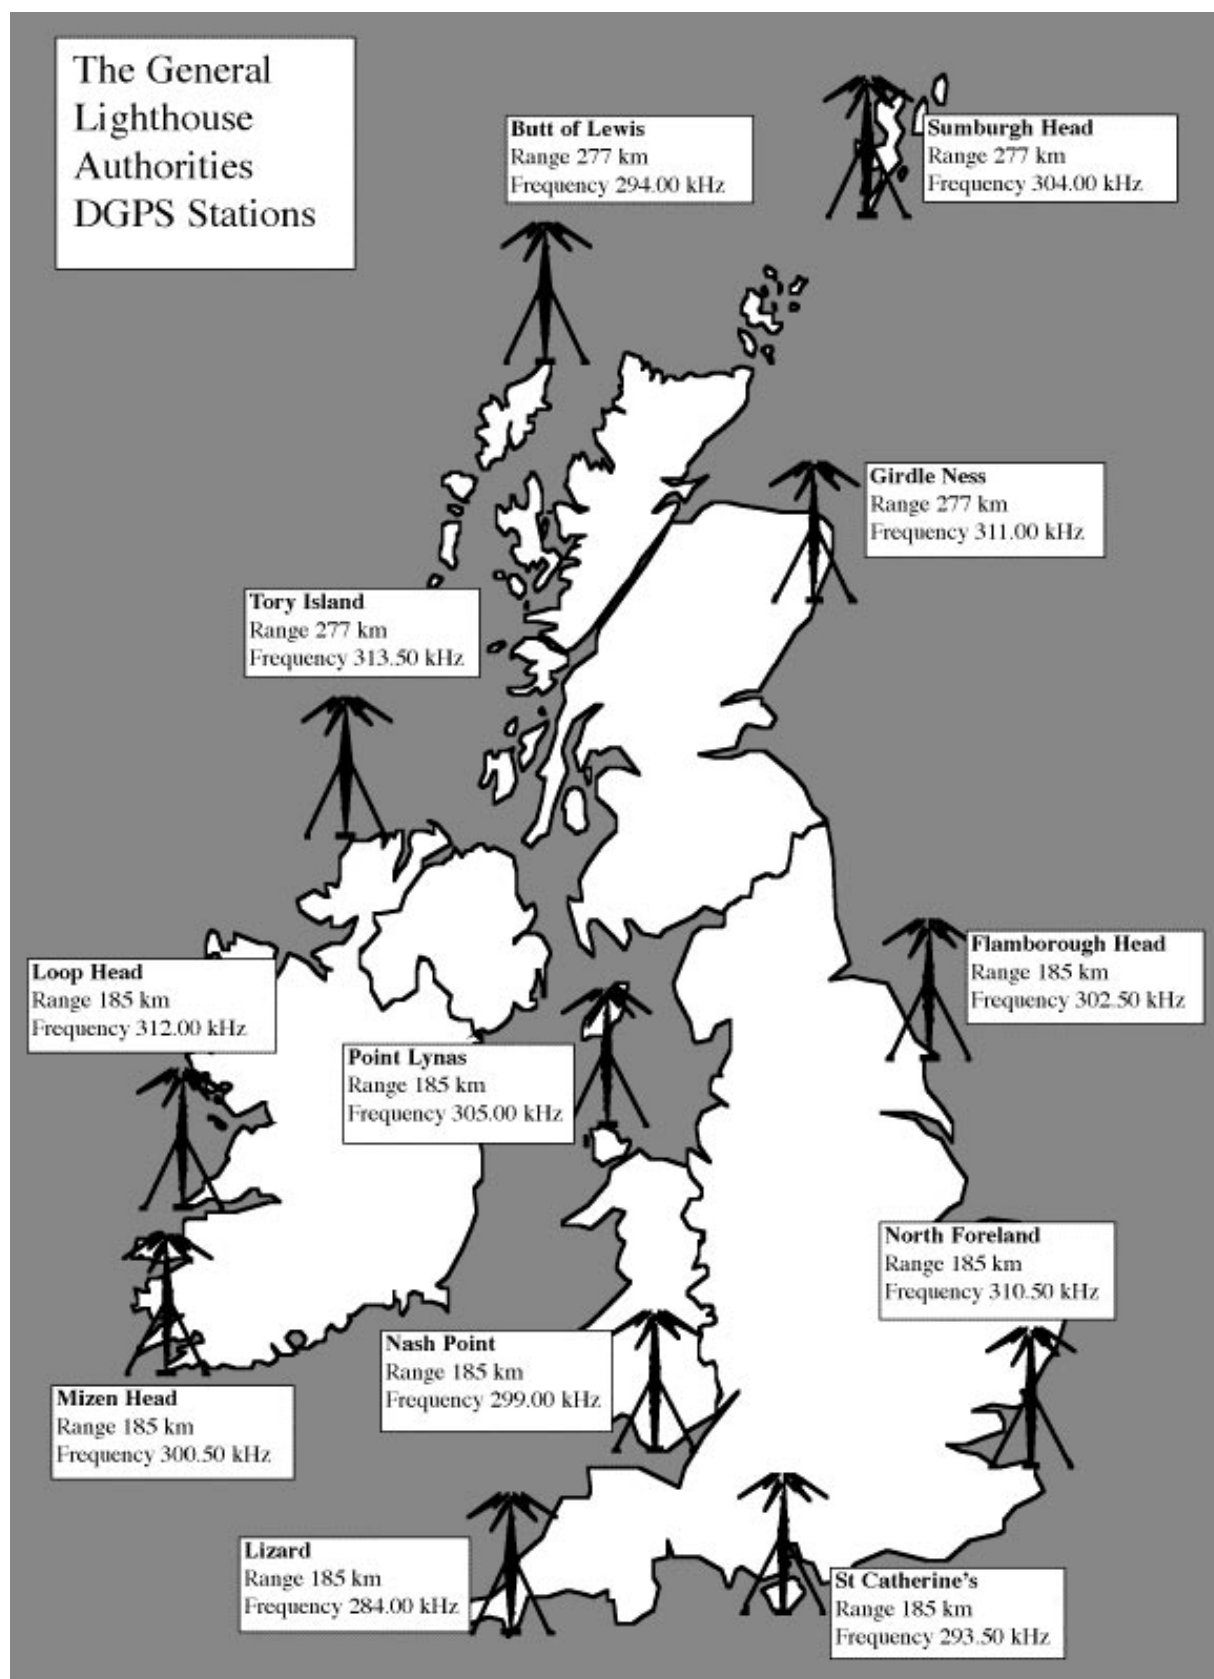 The General
Lighthouse
Authorities
DGPS Stations
Butt of Lewis
Range 277 km
Frequency 294.00 kHz
Sumburgh Head
Range 277 km
Frequency 304.00 kHz
Girdle Ness
Range 277 km
Frequency 311.00 kHz
Tory Island
Range 277 km
Frequency 313.50 kHz
Flamborough Head
Range 185 km
Frequency 302.50 kHz
Loop Head
Range 185 km
Frequency 312.00 kHz
Point Lynas
Range 185 km
Frequency 305.00 kHz
North Foreland
Range 185 km
Frequency 310.50 kHz
Nash Point
Range 185 km
Frequency 299.00 kHz
Mizen Head
Range 185 km
Frequency 300.50 kHz
Lizard
Range 185 km
Frequency 284.00 kHz
St Catherine's
Range 185 km
Frequency 293.50 kHz